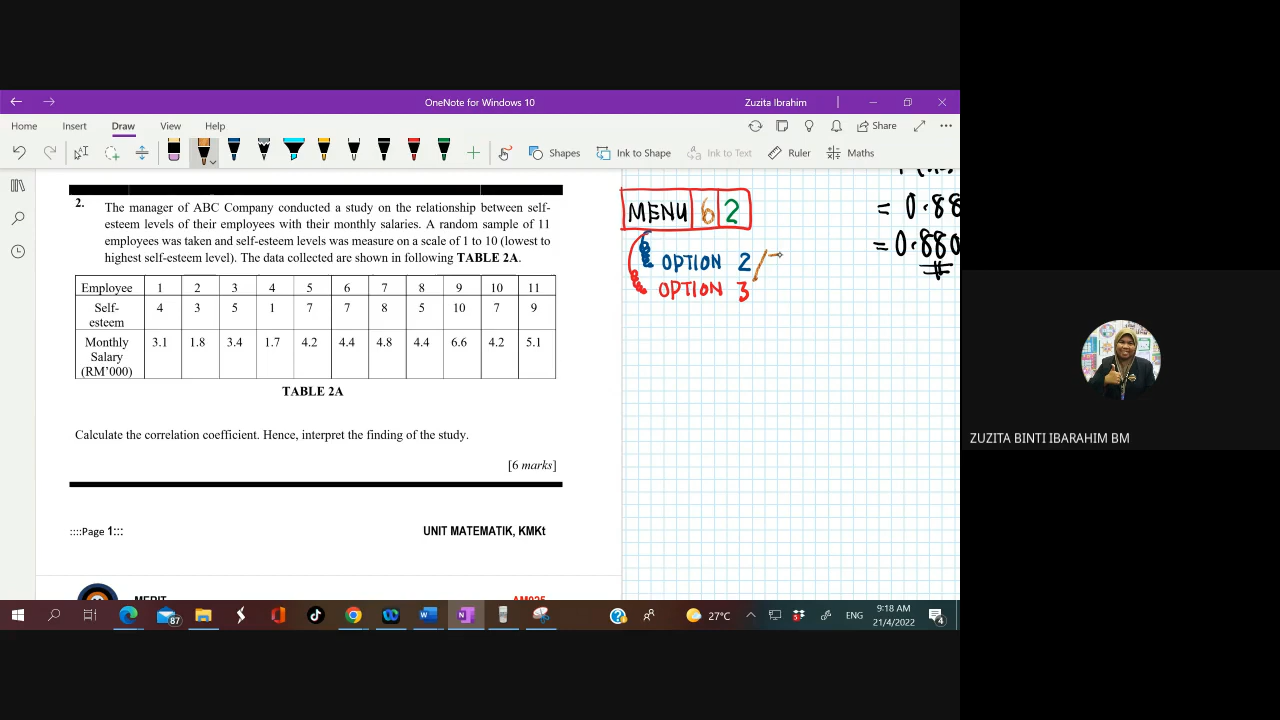 OneNote for Windows 10
Zuzita Ibrahim
Home Insert Draw View Help
Share
Shapes Ink to Shape Ink to Text Ruler Maths
2. The manager of ABC Company conducted a study on the relationship between self-
esteem levels of their employees with their monthly salaries. A random sample of 11
employees was taken and self-esteem levels was measure on a scale of 1 to 10 (lowest to
highest self-esteem level). The data collected are shown in following TABLE 2A.
Employee 1 2 3 4 5 6 7 8 9 10 11
Self-
esteem 4 3 5 1 7 7 8 5 10 7 9
Monthly
Salary
(RM'000) 3.1 1.8 3.4 1.7 4.2 4.4 4.8 4.4 6.6 4.2 5.1
TABLE 2A
Calculate the correlation coefficient. Hence, interpret the finding of the study.
[6 marks]
::::Page 1::: UNIT MATEMATIK, KMKt
MENU 6 2
OPTION 2
OPTION 3
= 0.88
= 0.880
ZUZITA BINTI IBARAHIM BM
87
27°C
5
ENG
9:18 AM
21/4/2022
4